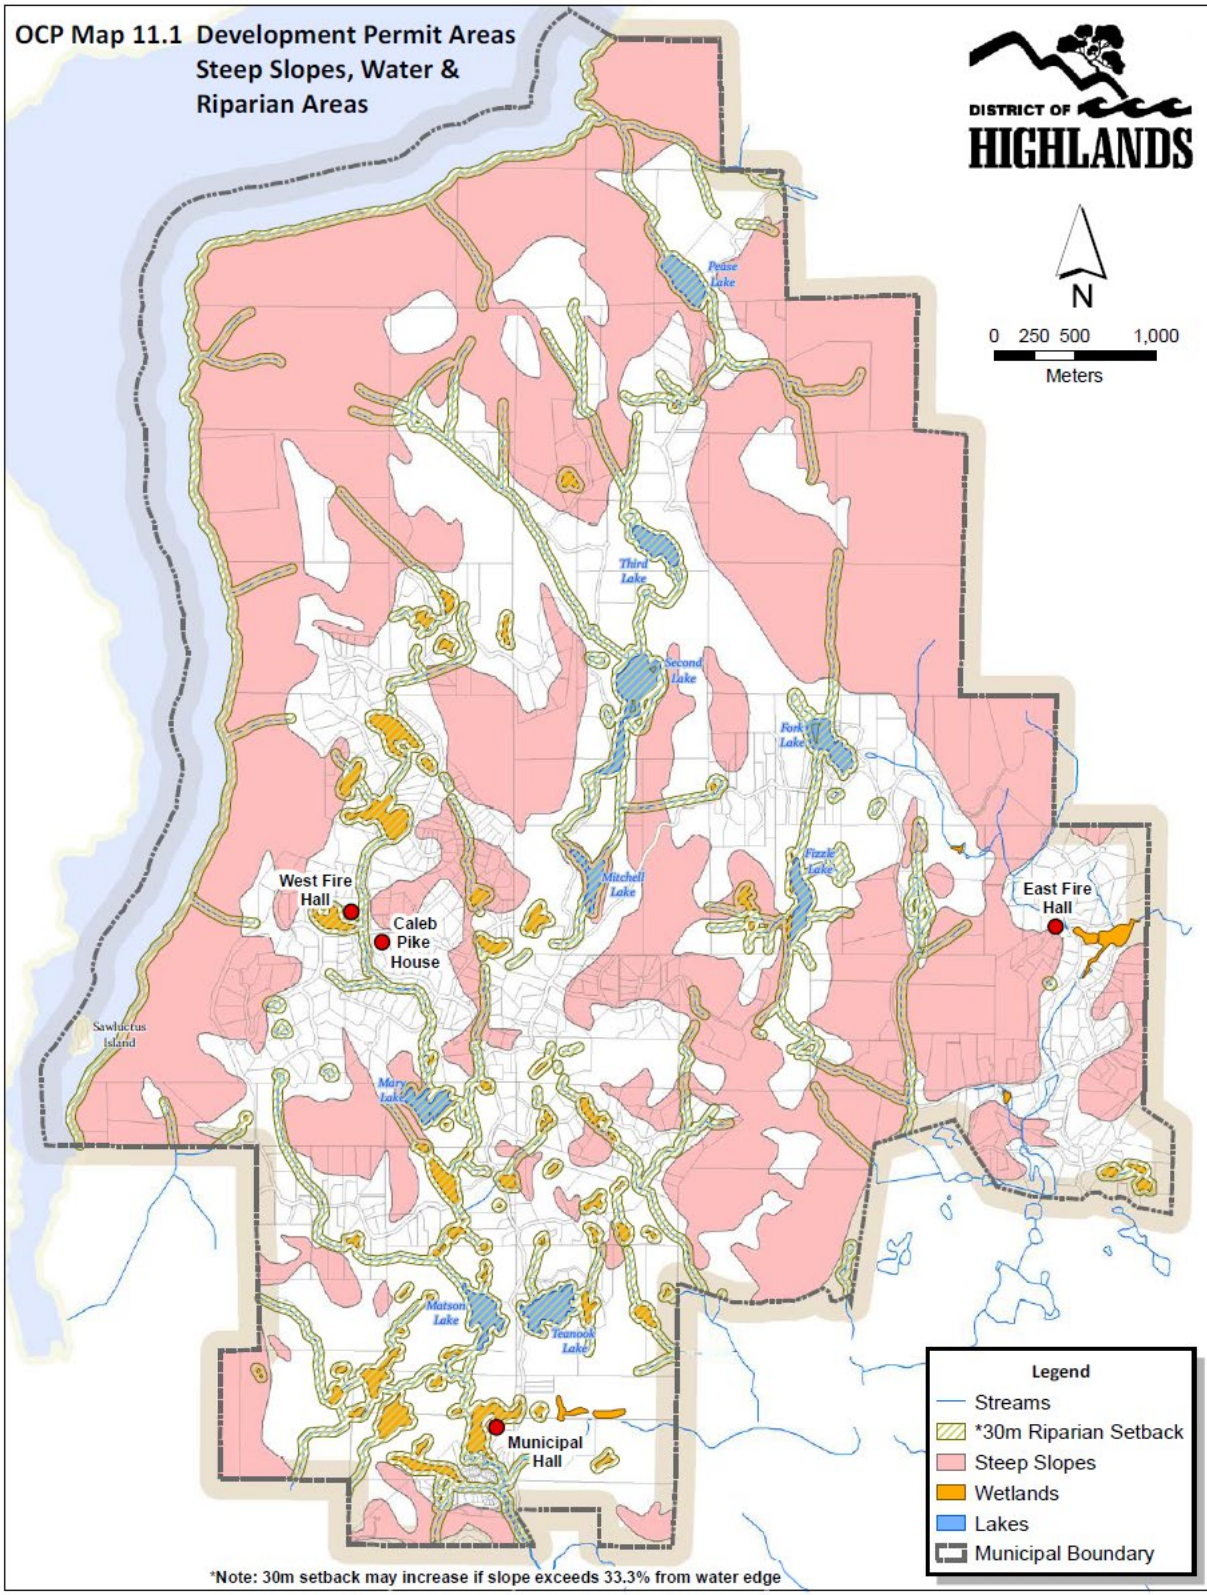 OCP Map 11.1 Development Permit Areas
Steep Slopes, Water &
Riparian Areas
DISTRICT OF
HIGHLANDS
N
0 250 500 1,000
Meters
Pease
Lake
Third
Lake
Second
Lake
Fork
Lake
Fizzle
Lake
Mitchell
Lake
West Fire
Hall
Caleb
Pike
House
East Fire
Hall
Sawluctus
Island
Mary
Lake
Matson
Lake
Teanook
Lake
Municipal
Hall
Legend
Streams
*30m Riparian Setback
Steep Slopes
Wetlands
Lakes
Municipal Boundary
*Note: 30m setback may increase if slope exceeds 33.3% from water edge